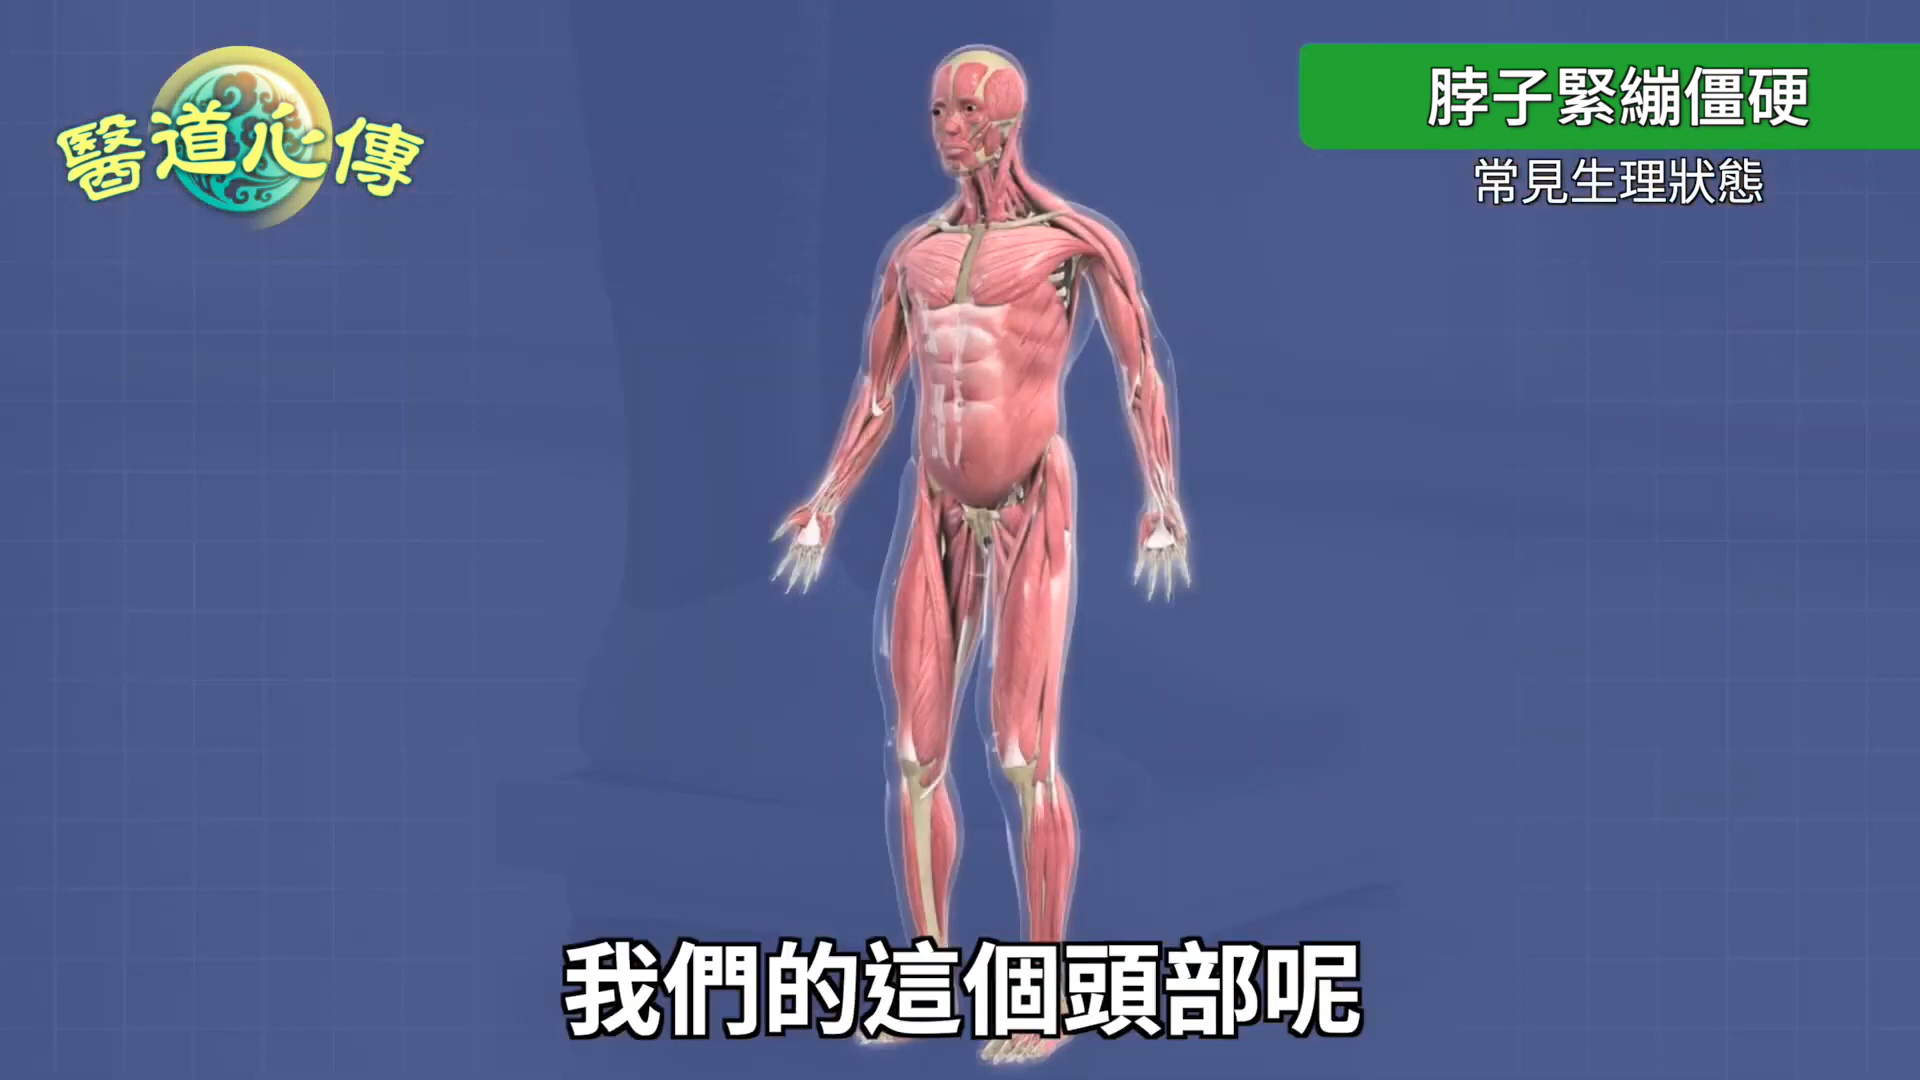 醫道心傳
脖子緊繃僵硬
常見生理狀態
我們的這個頭部呢